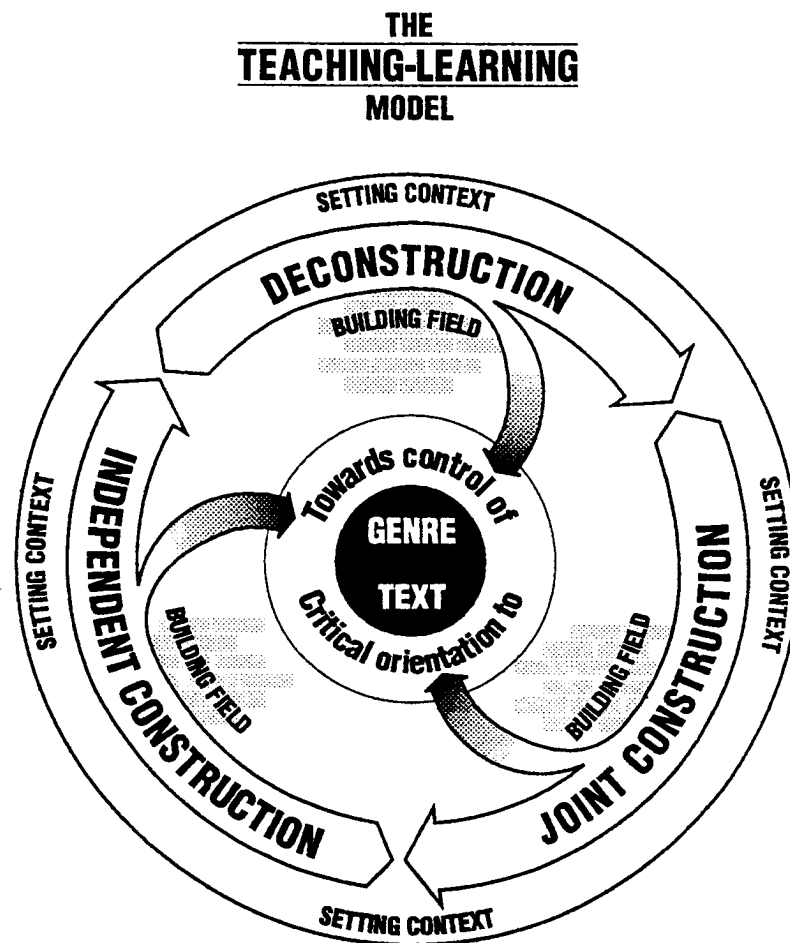 THE
TEACHING-LEARNING
MODEL
SETTING CONTEXT
DECONSTRUCTION
BUILDING FIELD
SETTING CONTEXT
JOINT CONSTRUCTION
BUILDING FIELD
SETTING CONTEXT
INDEPENDENT CONSTRUCTION
BUILDING FIELD
SETTING CONTEXT
Towards control of
GENRE
TEXT
Critical orientation to